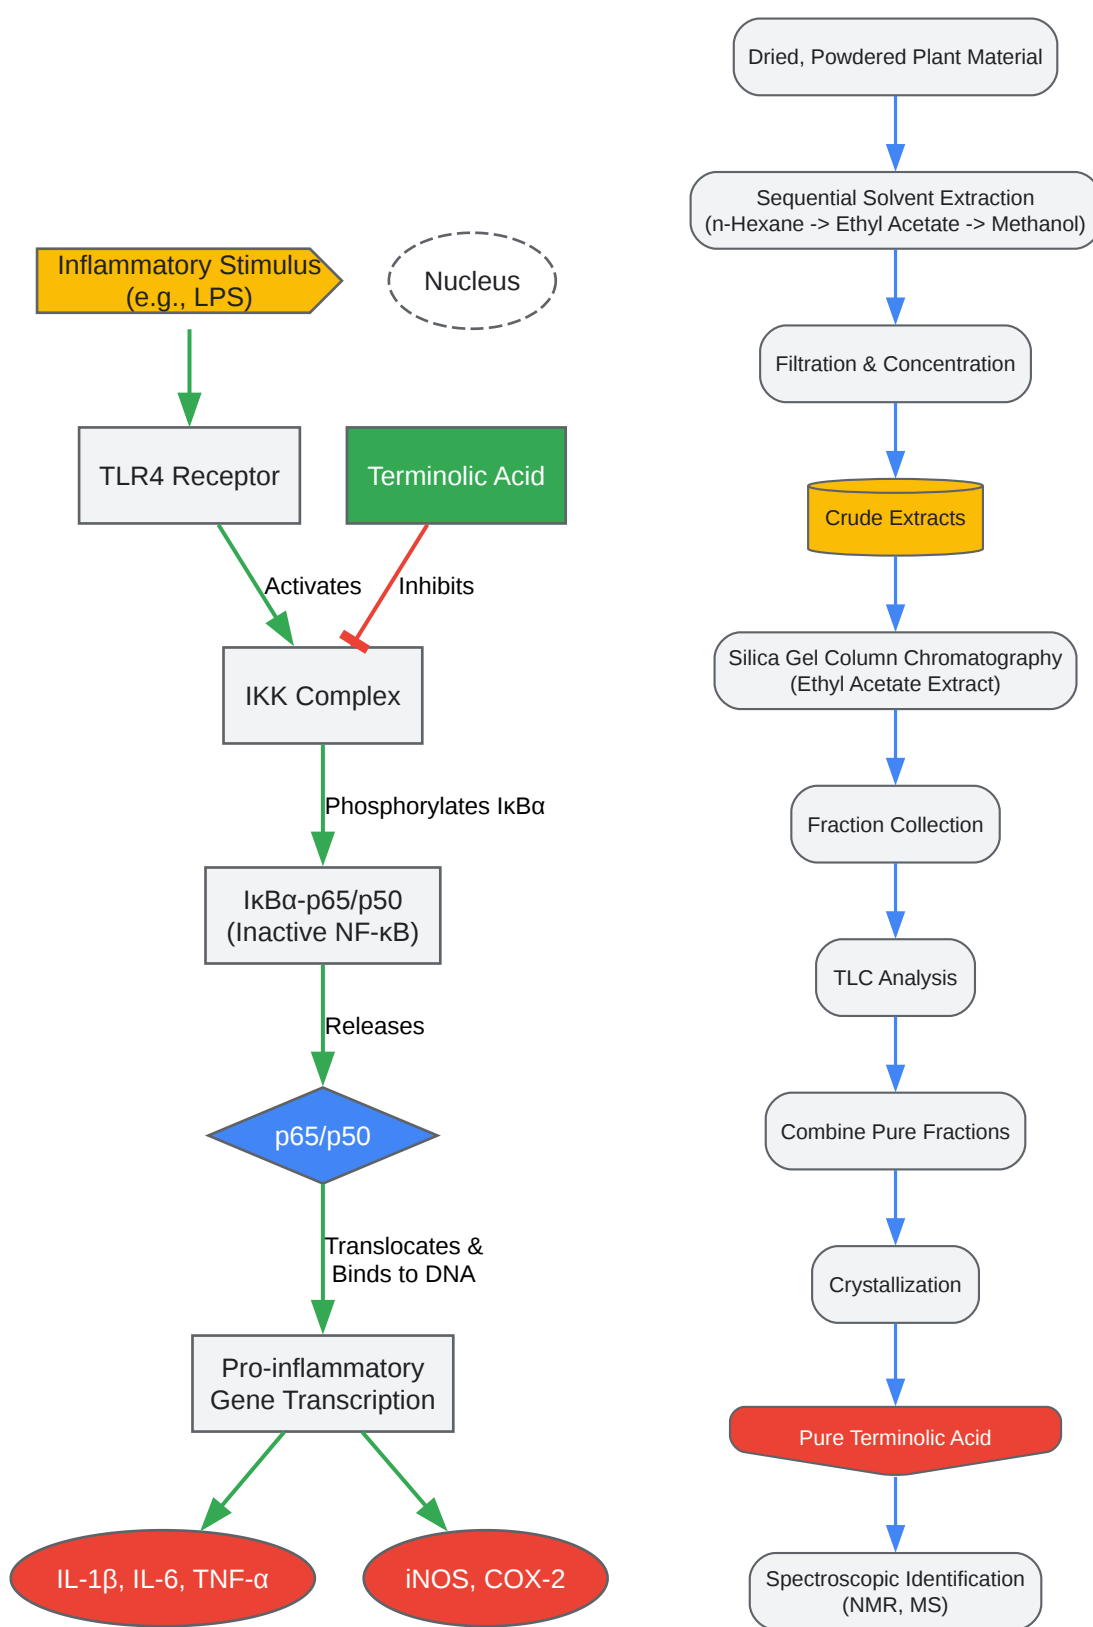 Inflammatory Stimulus
(e.g., LPS)
Nucleus
TLR4 Receptor
Terminolic Acid
Activates
Inhibits
IKK Complex
Phosphorylates IκBα
IκBα-p65/p50
(Inactive NF-κB)
Releases
p65/p50
Translocates &
Binds to DNA
Pro-inflammatory
Gene Transcription
IL-1β, IL-6, TNF-α
iNOS, COX-2
Dried, Powdered Plant Material
Sequential Solvent Extraction
(n-Hexane -> Ethyl Acetate -> Methanol)
Filtration & Concentration
Crude Extracts
Silica Gel Column Chromatography
(Ethyl Acetate Extract)
Fraction Collection
TLC Analysis
Combine Pure Fractions
Crystallization
Pure Terminolic Acid
Spectroscopic Identification
(NMR, MS)